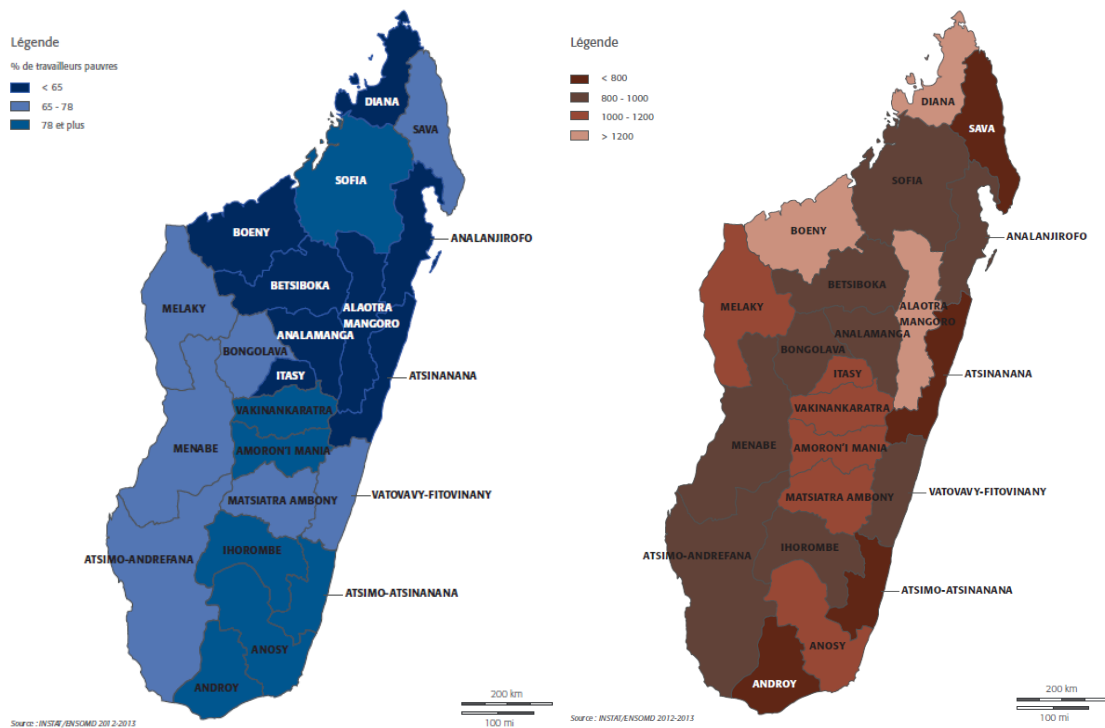 Légende
% de travailleurs pauvres
< 65
65 - 78
78 et plus
DIANA
SAVA
SOFIA
BOENY
ANALANJIROFO
BETSIBOKA
MELAKY
ALAOTRA
MANGORO
ANALAMANGA
BONGOLAVA
ITASY
ATSINANANA
VAKINANKARATRA
MENABE
AMORON'I MANIA
MATSIATRA AMBONY
VATOVAVY-FITOVINANY
IHOROMBE
ATSIMO-ANDREFANA
ATSIMO-ATSINANANA
ANOSY
ANDROY
200 km
100 mi
Source : INSTAT/ENSOMD 2012-2013
Légende
< 800
800 - 1000
1000 - 1200
> 1200
DIANA
SAVA
SOFIA
BOENY
ANALANJIROFO
BETSIBOKA
MELAKY
ALAOTRA
MANGORO
ANALAMANGA
BONGOLAVA
ITASY
ATSINANANA
VAKINANKARATRA
MENABE
AMORON'I MANIA
MATSIATRA AMBONY
VATOVAVY-FITOVINANY
IHOROMBE
ATSIMO-ANDREFANA
ATSIMO-ATSINANANA
ANOSY
ANDROY
200 km
100 mi
Source : INSTAT/ENSOMD 2012-2013